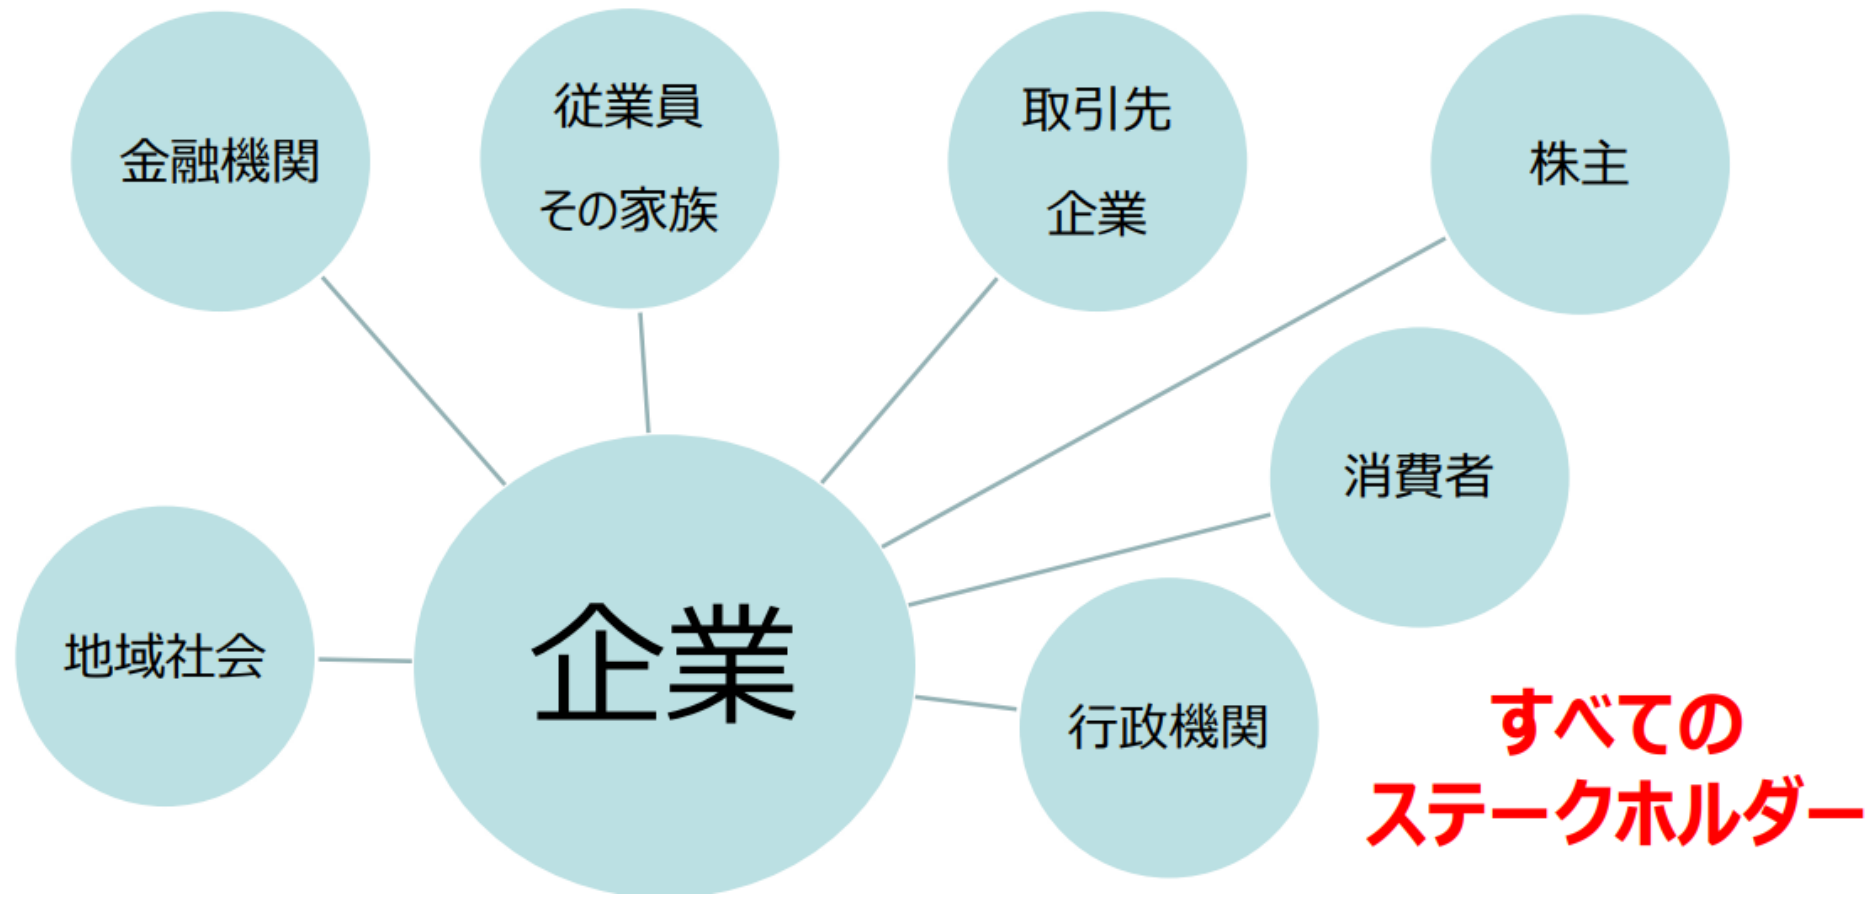 金融機関
従業員
その家族
取引先
企業
株主
消費者
地域社会
企業
行政機関
すべての
ステークホルダー